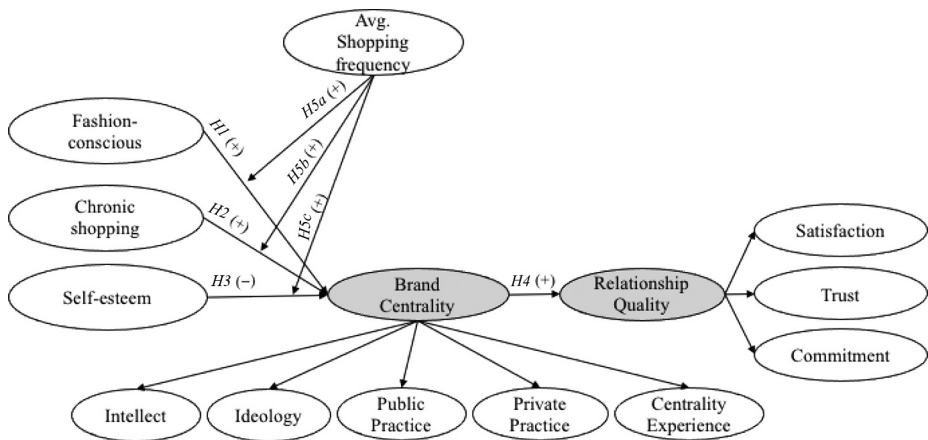 Avg.
Shopping
frequency
Fashion-
conscious
H1 (+)
H5a (+)
H5b (+)
H5c (+)
Chronic
shopping
H2 (+)
Self-esteem
H3 (−)
Brand
Centrality
H4 (+)
Relationship
Quality
Satisfaction
Trust
Commitment
Intellect
Ideology
Public
Practice
Private
Practice
Centrality
Experience